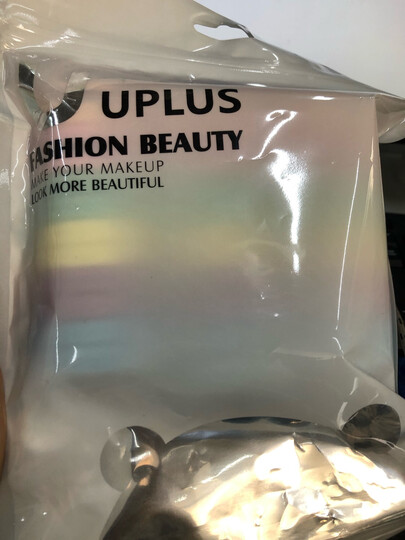 UPLUS
FASHION BEAUTY
MAKE YOUR MAKEUP
LOOK MORE BEAUTIFUL